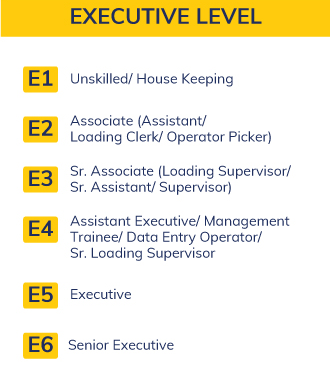 EXECUTIVE LEVEL
E1 Unskilled/ House Keeping
E2 Associate (Assistant/
Loading Clerk/ Operator Picker)
E3 Sr. Associate (Loading Supervisor/
Sr. Assistant/ Supervisor)
E4 Assistant Executive/ Management
Trainee/ Data Entry Operator/
Sr. Loading Supervisor
E5 Executive
E6 Senior Executive